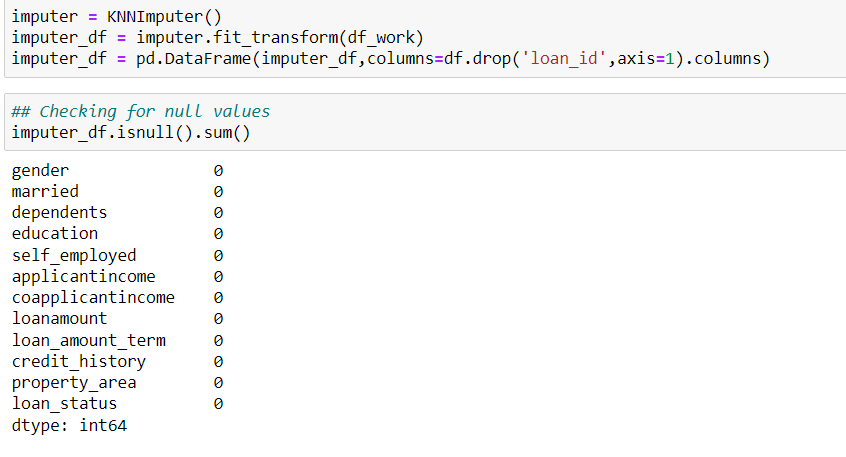 imputer = KNNImputer()
imputer_df = imputer.fit_transform(df_work)
imputer_df = pd.DataFrame(imputer_df,columns=df.drop('loan_id',axis=1).columns)
## Checking for null values
imputer_df.isnull().sum()
gender 0
married 0
dependents 0
education 0
self_employed 0
applicantincome 0
coapplicantincome 0
loanamount 0
loan_amount_term 0
credit_history 0
property_area 0
loan_status 0
dtype: int64